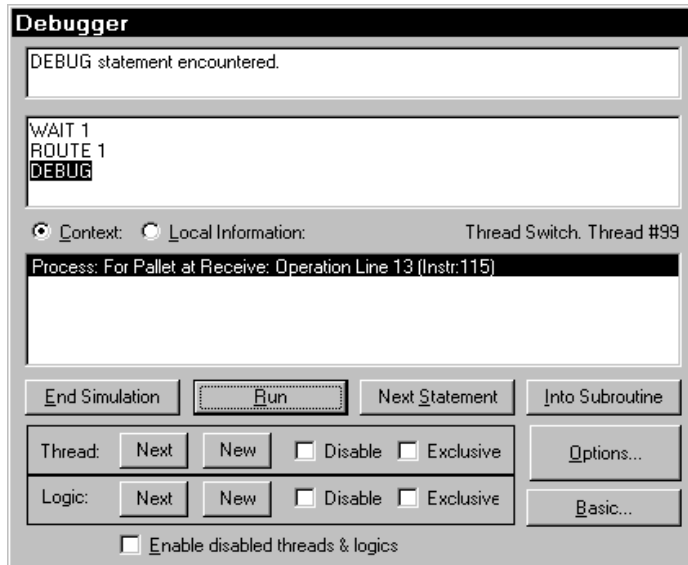 Debugger
DEBUG statement encountered.
WAIT 1
ROUTE 1
DEBUG
Context: Local Information: Thread Switch. Thread #99
Process: For Pallet at Receive: Operation Line 13 (Instr:115)
End Simulation Run Next Statement Into Subroutine
Thread: Next New Disable Exclusive Options...
Logic: Next New Disable Exclusive Basic...
Enable disabled threads & logics